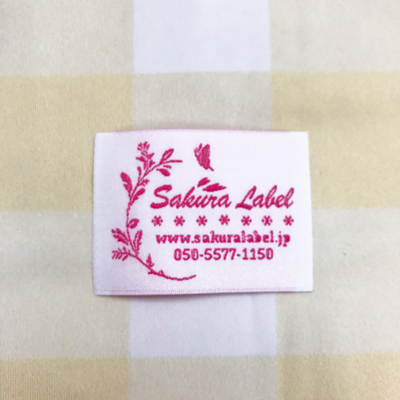 Sakura Label
* * * * * * *
www.sakuralabel.jp
050-5577-1150